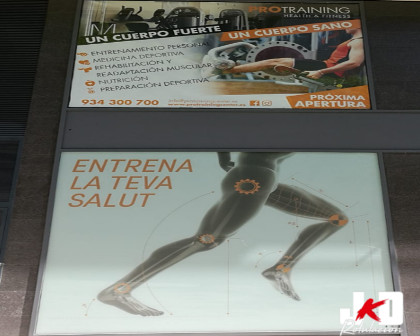 PROTRAINING
HEALTH & FITNESS
UN CUERPO FUERTE
UN CUERPO SANO
ENTRENAMIENTO PERSONAL
MEDICINA DEPORTIVA
REHABILITACIÓN Y
READAPTACIÓN MUSCULAR
NUTRICIÓN
PREPARACIÓN DEPORTIVA
934 300 700
PRÓXIMA
APERTURA
ENTRENA
LA TEVA
SALUT
JKD